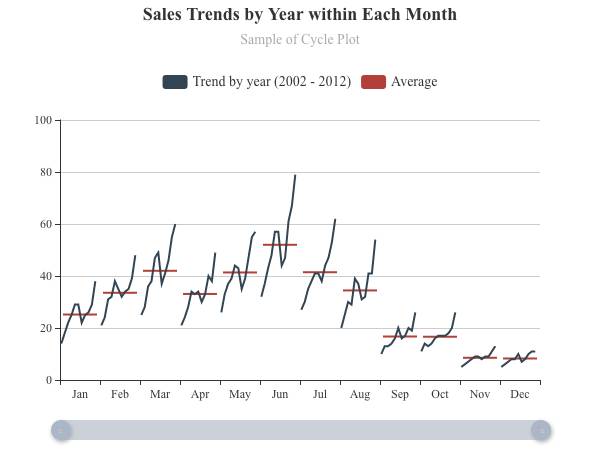 Sales Trends by Year within Each Month
Sample of Cycle Plot
Trend by year (2002 - 2012) Average
100
80
60
40
20
0
Jan Feb Mar Apr May Jun Jul Aug Sep Oct Nov Dec